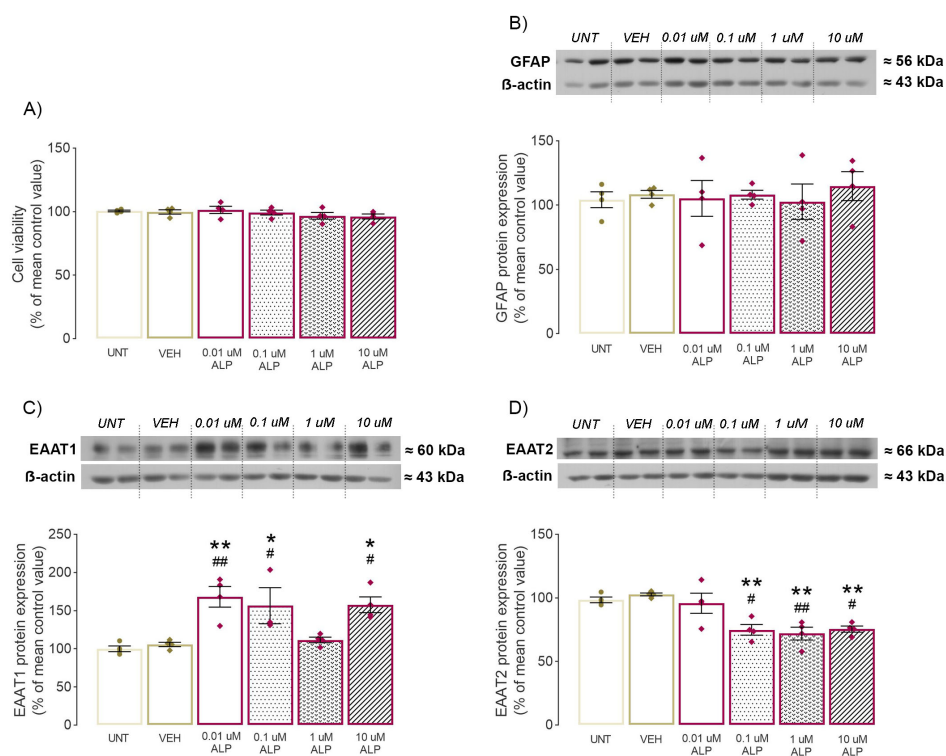 B)
UNT VEH 0.01 uM 0.1 uM 1 uM 10 uM
GFAP ≈ 56 kDa
ß-actin ≈ 43 kDa
A)
150
100
50
0
Cell viability
(% of mean control value)
UNT VEH 0.01 uM ALP 0.1 uM ALP 1 uM ALP 10 uM ALP
150
100
50
0
GFAP protein expression
(% of mean control value)
UNT VEH 0.01 uM ALP 0.1 uM ALP 1 uM ALP 10 uM ALP
C)
UNT VEH 0.01 uM 0.1 uM 1 uM 10 uM
EAAT1 ≈ 60 kDa
ß-actin ≈ 43 kDa
250
200
150
100
50
0
EAAT1 protein expression
(% of mean control value)
** * *
## # #
UNT VEH 0.01 uM ALP 0.1 uM ALP 1 uM ALP 10 uM ALP
D)
UNT VEH 0.01 uM 0.1 uM 1 uM 10 uM
EAAT2 ≈ 66 kDa
ß-actin ≈ 43 kDa
150
100
50
0
EAAT2 protein expression
(% of mean control value)
** ** **
# ## #
UNT VEH 0.01 uM ALP 0.1 uM ALP 1 uM ALP 10 uM ALP